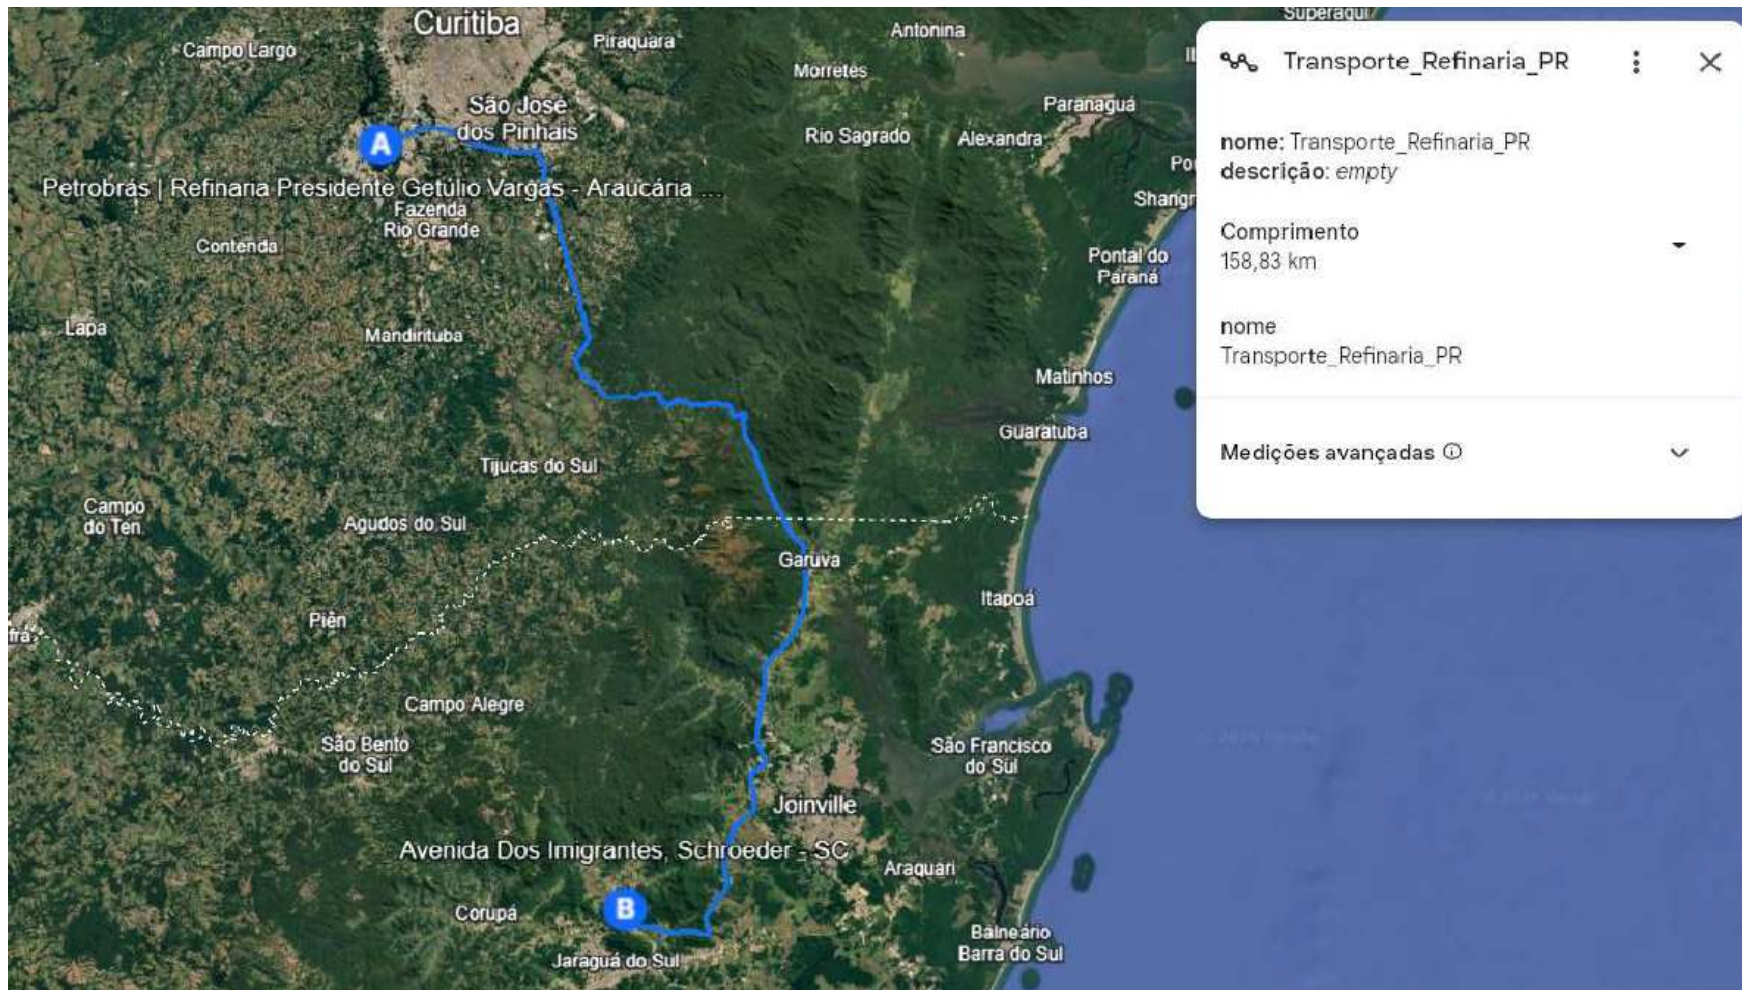 Curitiba
Campo Largo
Piraquara
Antonina
Superagui
Morretes
São José
dos Pinhais
Paranaguá
Rio Sagrado
Alexandra
A
Petrobras | Refinaria Presidente Getúlio Vargas - Araucária ...
Fazenda
Rio Grande
Contenda
Shangr
Pontal do
Paraná
Lapa
Mandirituba
Matinhos
Guaratuba
Tijucas do Sul
Campo
do Ten.
Agudos do Sul
Garuva
Itapoá
Piên
fra
Campo Alegre
São Bento
do Sul
São Francisco
do Sul
Joinville
Avenida Dos Imigrantes, Schroeder - SC
Araquari
B
Corupá
Balneário
Barra do Sul
Jaraguá do Sul
Transporte_Refinaria_PR
nome: Transporte_Refinaria_PR
descrição: empty
Comprimento
158,83 km
nome
Transporte_Refinaria_PR
Medições avançadas